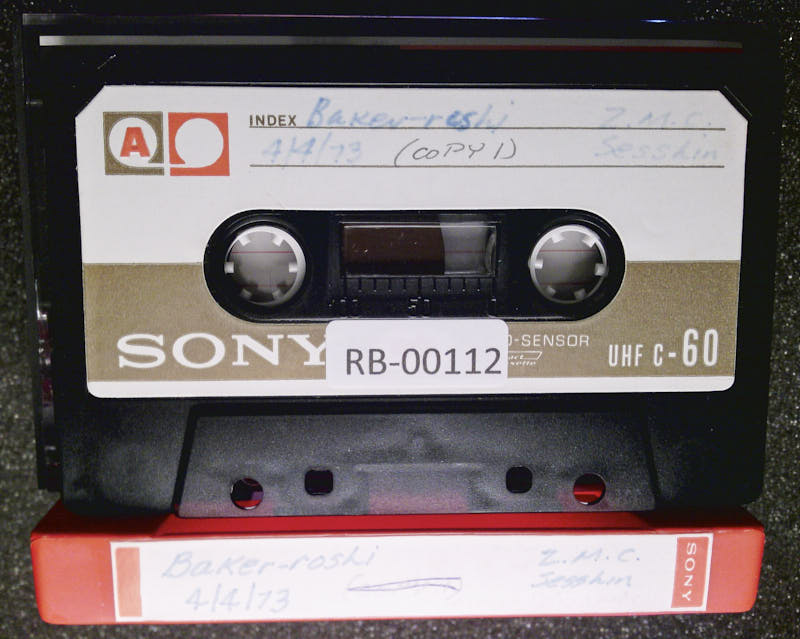 A INDEX Baker-roshi Z.M.C.
4/4/73 (COPY 1) Sesshin
SONY
RB-00112
O-SENSOR
UHF C-60
Baker-roshi Z.M.C.
4/4/73 Sesshin
SONY